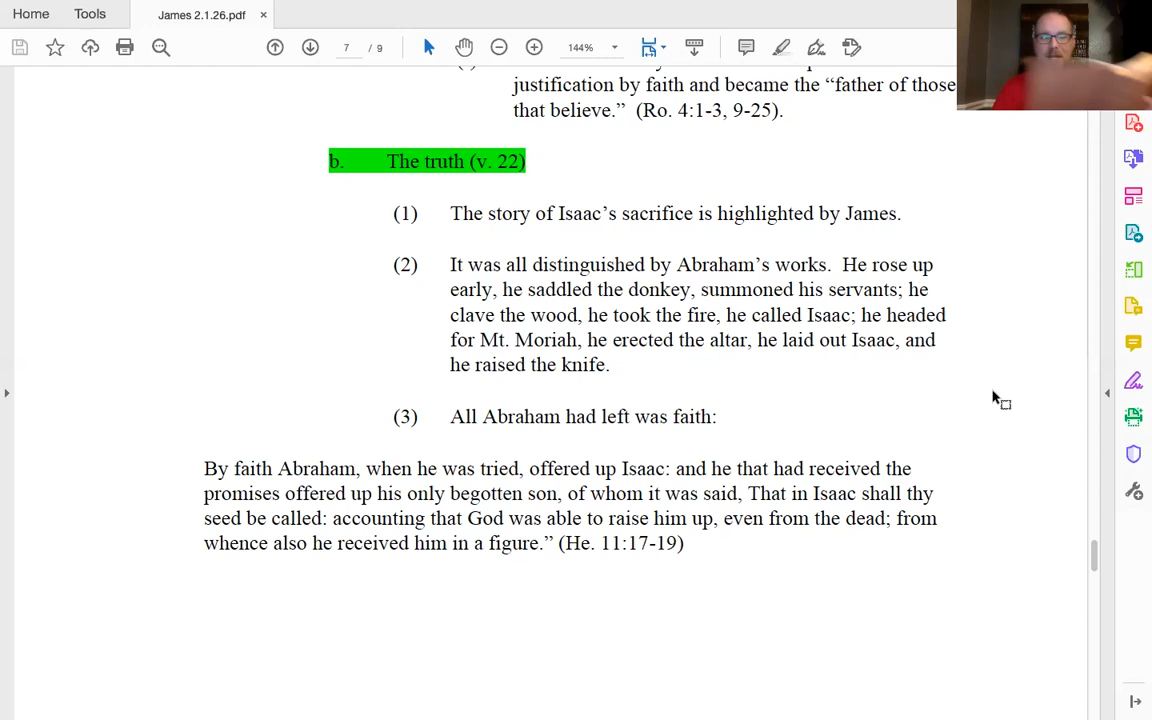 Home Tools James 2.1.26.pdf ×
7 / 9 144%
justification by faith and became the “father of those
that believe.” (Ro. 4:1-3, 9-25).
b. The truth (v. 22)
(1) The story of Isaac’s sacrifice is highlighted by James.
(2) It was all distinguished by Abraham’s works. He rose up
early, he saddled the donkey, summoned his servants; he
clave the wood, he took the fire, he called Isaac; he headed
for Mt. Moriah, he erected the altar, he laid out Isaac, and
he raised the knife.
(3) All Abraham had left was faith:
By faith Abraham, when he was tried, offered up Isaac: and he that had received the
promises offered up his only begotten son, of whom it was said, That in Isaac shall thy
seed be called: accounting that God was able to raise him up, even from the dead; from
whence also he received him in a figure.” (He. 11:17-19)